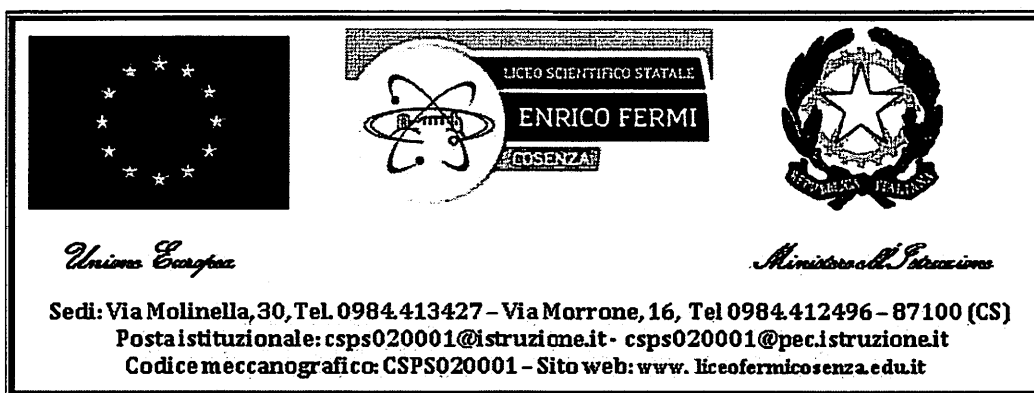 LICEO SCIENTIFICO STATALE
ENRICO FERMI
COSENZA
REPUBBLICA ITALIANA
Unione Europea
Ministero dell'Istruzione
Sedi: Via Molinella, 30, Tel. 0984.413427 – Via Morrone, 16, Tel 0984.412496 – 87100 (CS)
Posta istituzionale: csps020001@istruzione.it - csps020001@pec.istruzione.it
Codice meccanografico: CSPS020001 – Sito web: www. liceofermicosenza.edu.it